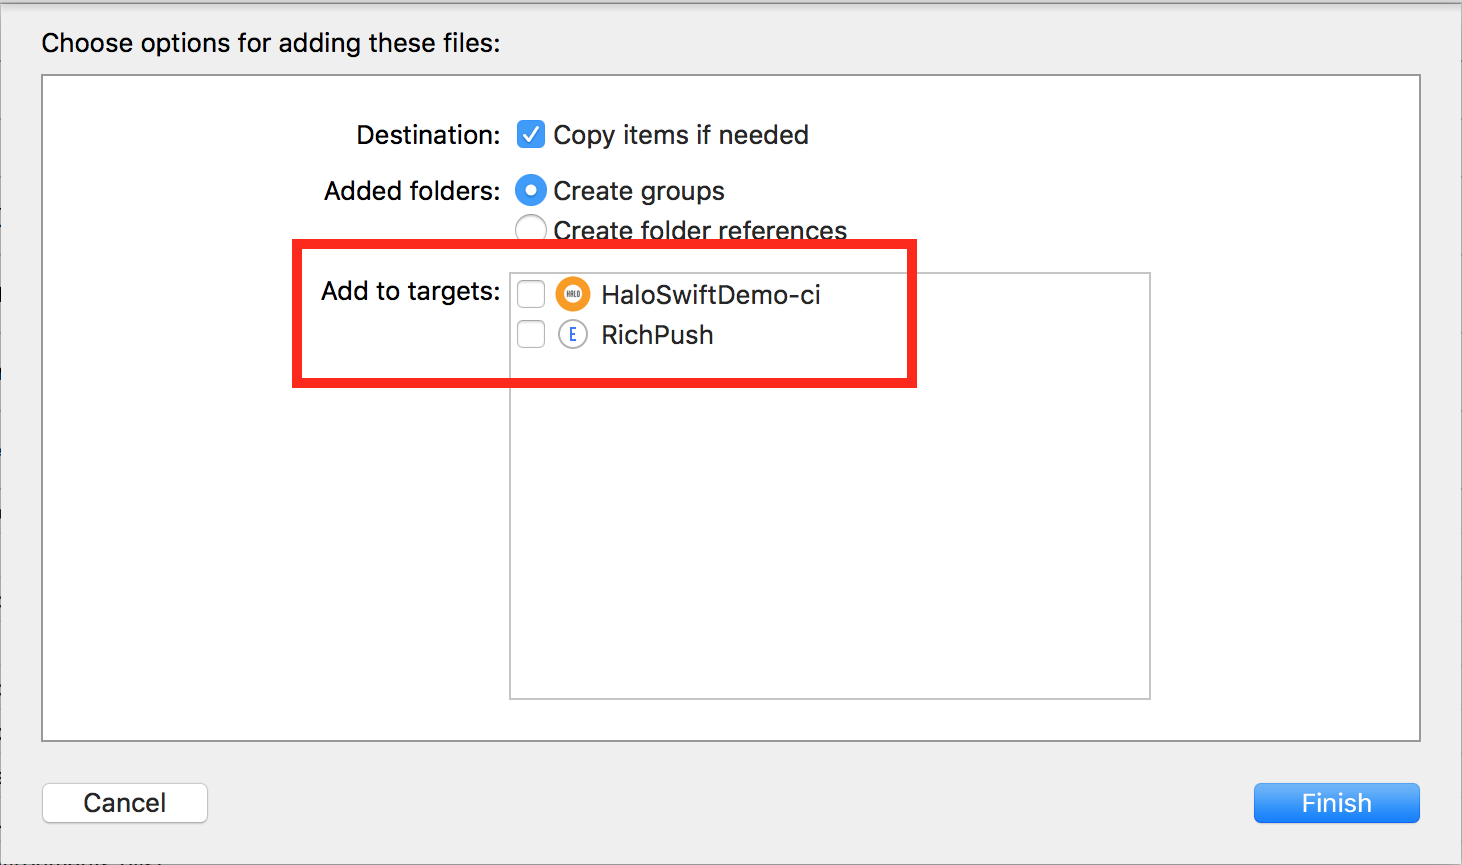 Choose options for adding these files:
Destination: Copy items if needed
Added folders: Create groups
Create folder references
Add to targets: HALO HaloSwiftDemo-ci
E RichPush
Cancel Finish